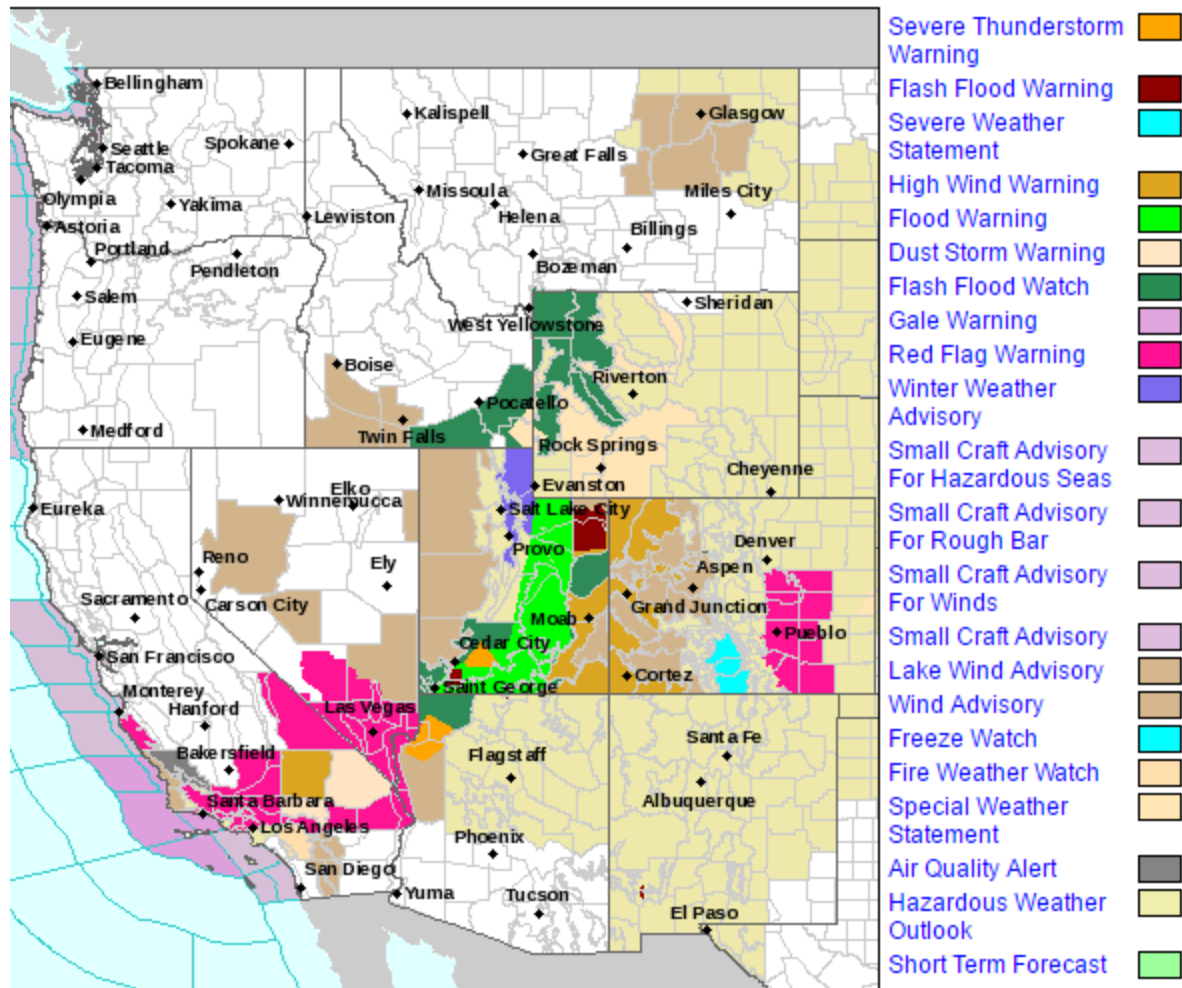 Bellingham
Seattle
Tacoma
Spokane
Olympia
Yakima
Astoria
Portland
Pendleton
Lewiston
Salem
Eugene
Medford
Kalispell
Great Falls
Glasgow
Missoula
Helena
Miles City
Billings
Bozeman
West Yellowstone
Sheridan
Boise
Pocatello
Twin Falls
Riverton
Rock Springs
Cheyenne
Evanston
Eureka
Elko
Winnemucca
Reno
Ely
Carson City
Sacramento
San Francisco
Monterey
Hanford
Bakersfield
Las Vegas
Santa Barbara
Los Angeles
San Diego
Salt Lake City
Provo
Moab
Cedar City
Saint George
Denver
Aspen
Grand Junction
Pueblo
Cortez
Flagstaff
Phoenix
Yuma
Tucson
Santa Fe
Albuquerque
El Paso
Severe Thunderstorm
Warning
Flash Flood Warning
Severe Weather
Statement
High Wind Warning
Flood Warning
Dust Storm Warning
Flash Flood Watch
Gale Warning
Red Flag Warning
Winter Weather
Advisory
Small Craft Advisory
For Hazardous Seas
Small Craft Advisory
For Rough Bar
Small Craft Advisory
For Winds
Small Craft Advisory
Lake Wind Advisory
Wind Advisory
Freeze Watch
Fire Weather Watch
Special Weather
Statement
Air Quality Alert
Hazardous Weather
Outlook
Short Term Forecast